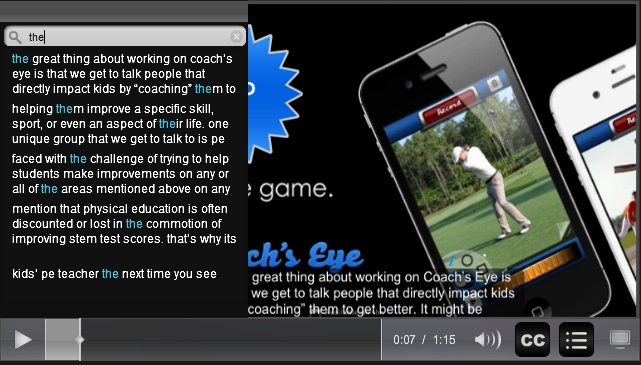 the
the great thing about working on coach's
eye is that we get to talk people that
directly impact kids by “coaching” them to
helping them improve a specific skill,
sport, or even an aspect of their life. one
unique group that we get to talk to is pe
faced with the challenge of trying to help
students make improvements on any or
all of the areas mentioned above on any
mention that physical education is often
discounted or lost in the commotion of
improving stem test scores. that's why its
kids' pe teacher the next time you see
e game.
ach's Eye
great thing about working on Coach's Eye is
we get to talk people that directly impact kids
coaching” them to get better. It might be
Record
0:07 / 1:15
CC